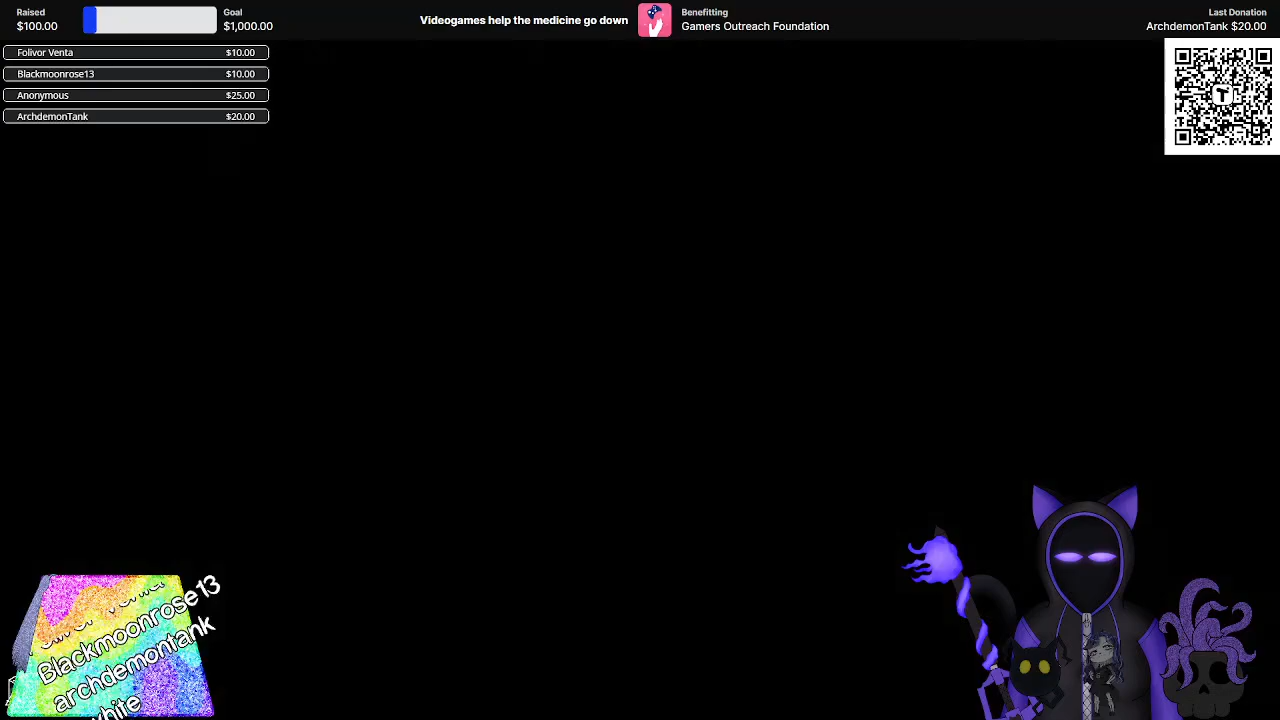 Raised
$100.00
Goal
$1,000.00
Videogames help the medicine go down
Benefitting
Gamers Outreach Foundation
Last Donation
ArchdemonTank $20.00
Folivor Venta $10.00
Blackmoonrose13 $10.00
Anonymous $25.00
ArchdemonTank $20.00
T
Blackmoonrose13
archdemontank
white